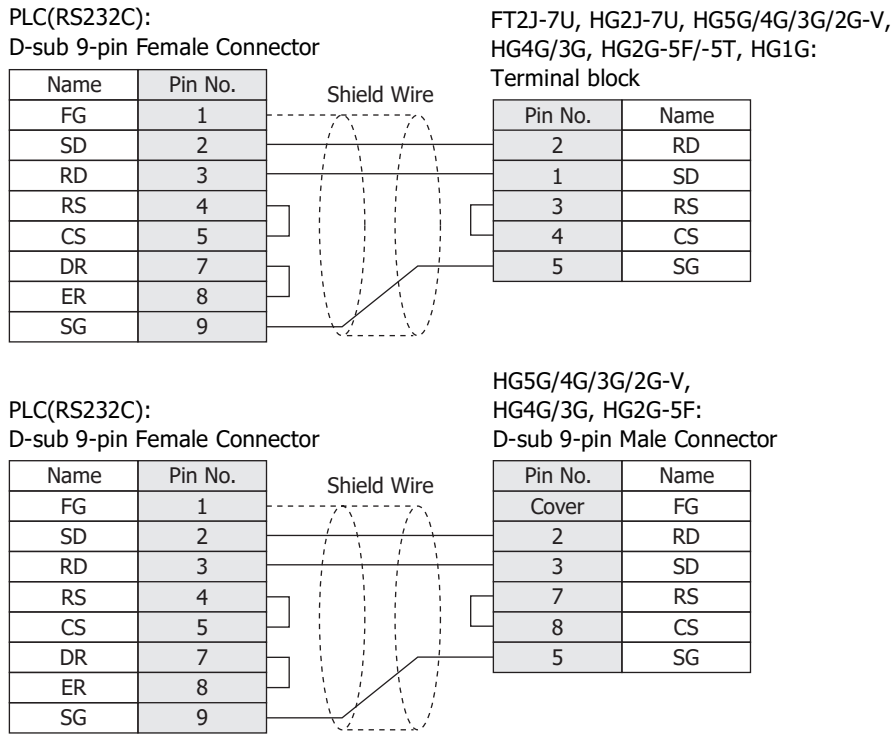 PLC(RS232C):
D-sub 9-pin Female Connector
FT2J-7U, HG2J-7U, HG5G/4G/3G/2G-V,
HG4G/3G, HG2G-5F/-5T, HG1G:
Terminal block
Name Pin No.
FG 1
SD 2
RD 3
RS 4
CS 5
DR 7
ER 8
SG 9
Shield Wire
Pin No. Name
2 RD
1 SD
3 RS
4 CS
5 SG
PLC(RS232C):
D-sub 9-pin Female Connector
HG5G/4G/3G/2G-V,
HG4G/3G, HG2G-5F:
D-sub 9-pin Male Connector
Name Pin No.
FG 1
SD 2
RD 3
RS 4
CS 5
DR 7
ER 8
SG 9
Shield Wire
Pin No. Name
Cover FG
2 RD
3 SD
7 RS
8 CS
5 SG